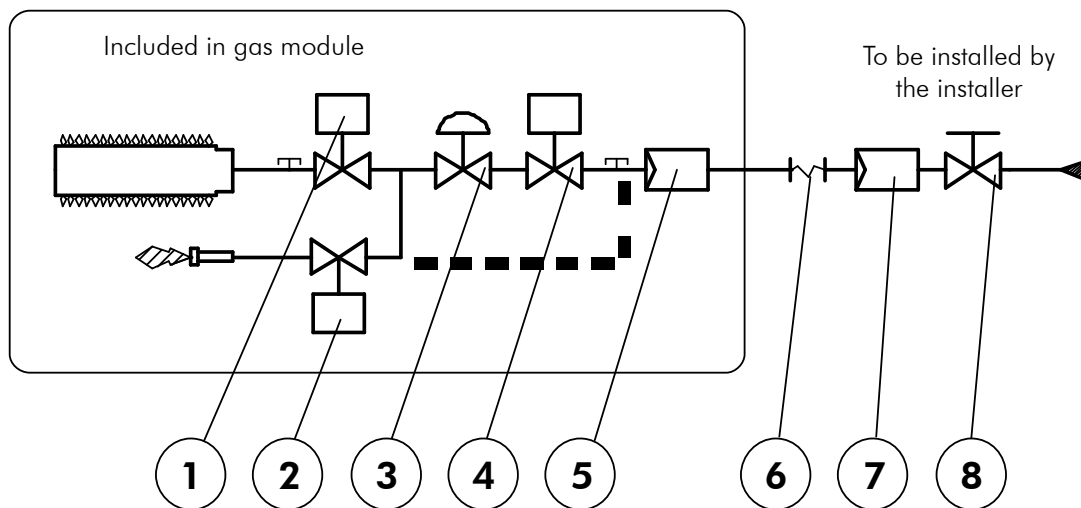 Included in gas module
To be installed by
the installer
1 2 3 4 5 6 7 8